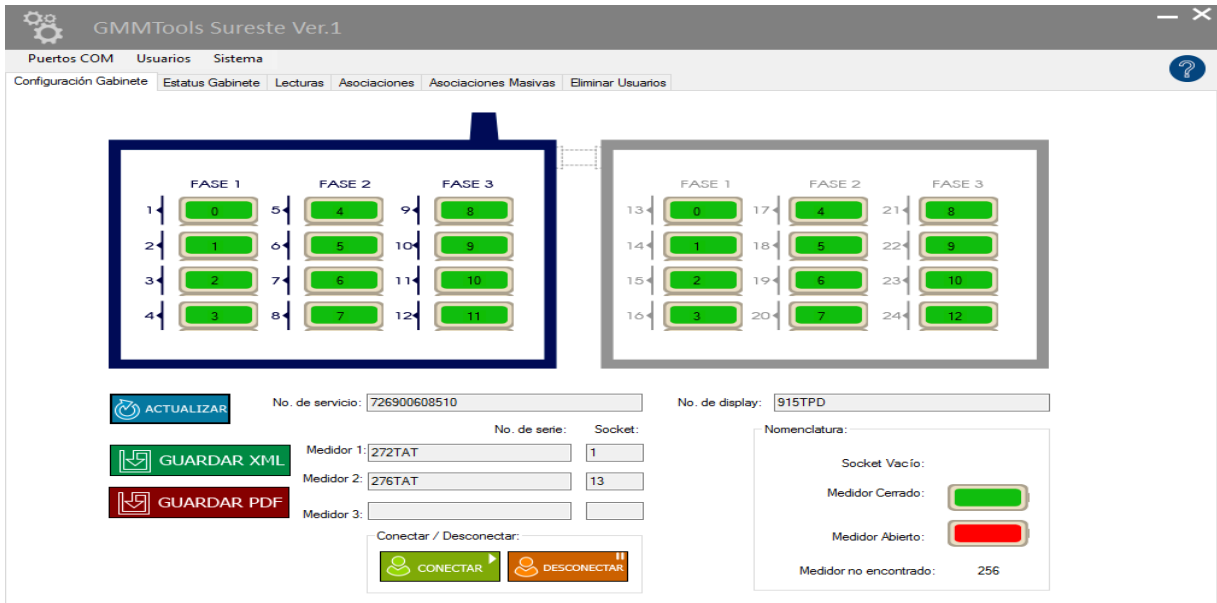 GMMTools Sureste Ver.1
Puertos COM Usuarios Sistema
Configuración Gabinete Estatus Gabinete Lecturas Asociaciones Asociaciones Masivas Eliminar Usuarios
?
FASE 1 FASE 2 FASE 3 FASE 1 FASE 2 FASE 3
1 0 5 4 9 8 13 0 17 4 21 8
2 1 6 5 10 9 14 1 18 5 22 9
3 2 7 6 11 10 15 2 19 6 23 10
4 3 8 7 12 11 16 3 20 7 24 12
ACTUALIZAR No. de servicio: 726900608510 No. de display: 915TPD
No. de serie: Socket: Nomenclatura:
GUARDAR XML Medidor 1: 272TAT 1 Socket Vacío:
Medidor 2: 276TAT 13 Medidor Cerrado:
GUARDAR PDF Medidor 3:
Conectar / Desconectar: Medidor Abierto:
CONECTAR DESCONECTAR Medidor no encontrado: 256